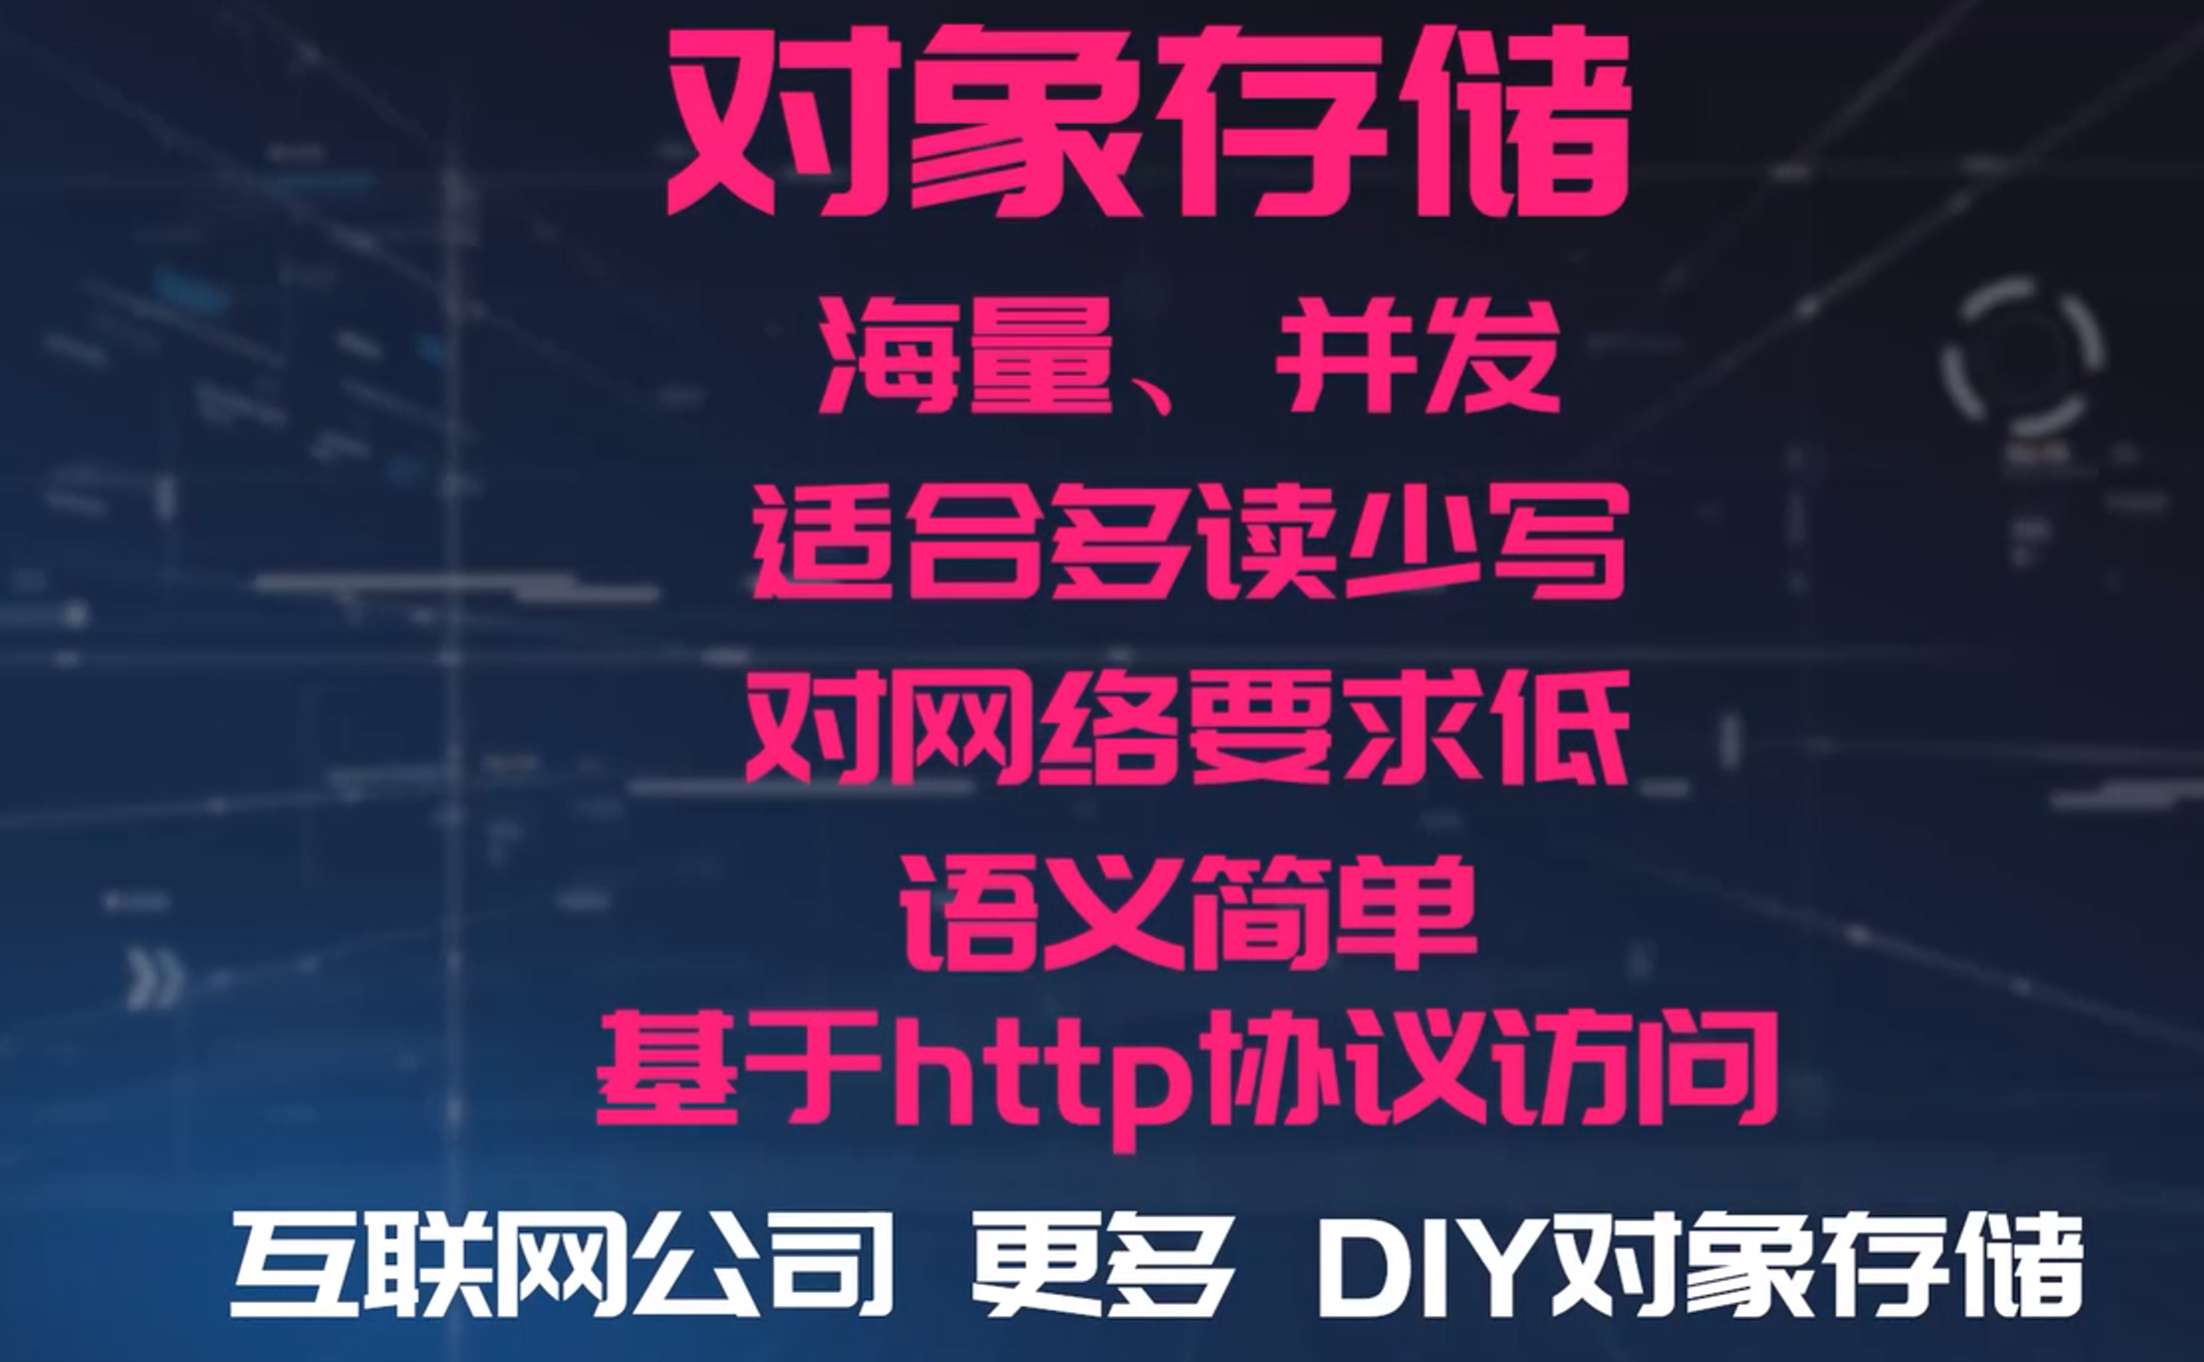 对象存储
海量、 并发
适合多读少写
对网络要求低
语义简单
基于http协议访问
互联网公司 更多 DIY对象存储